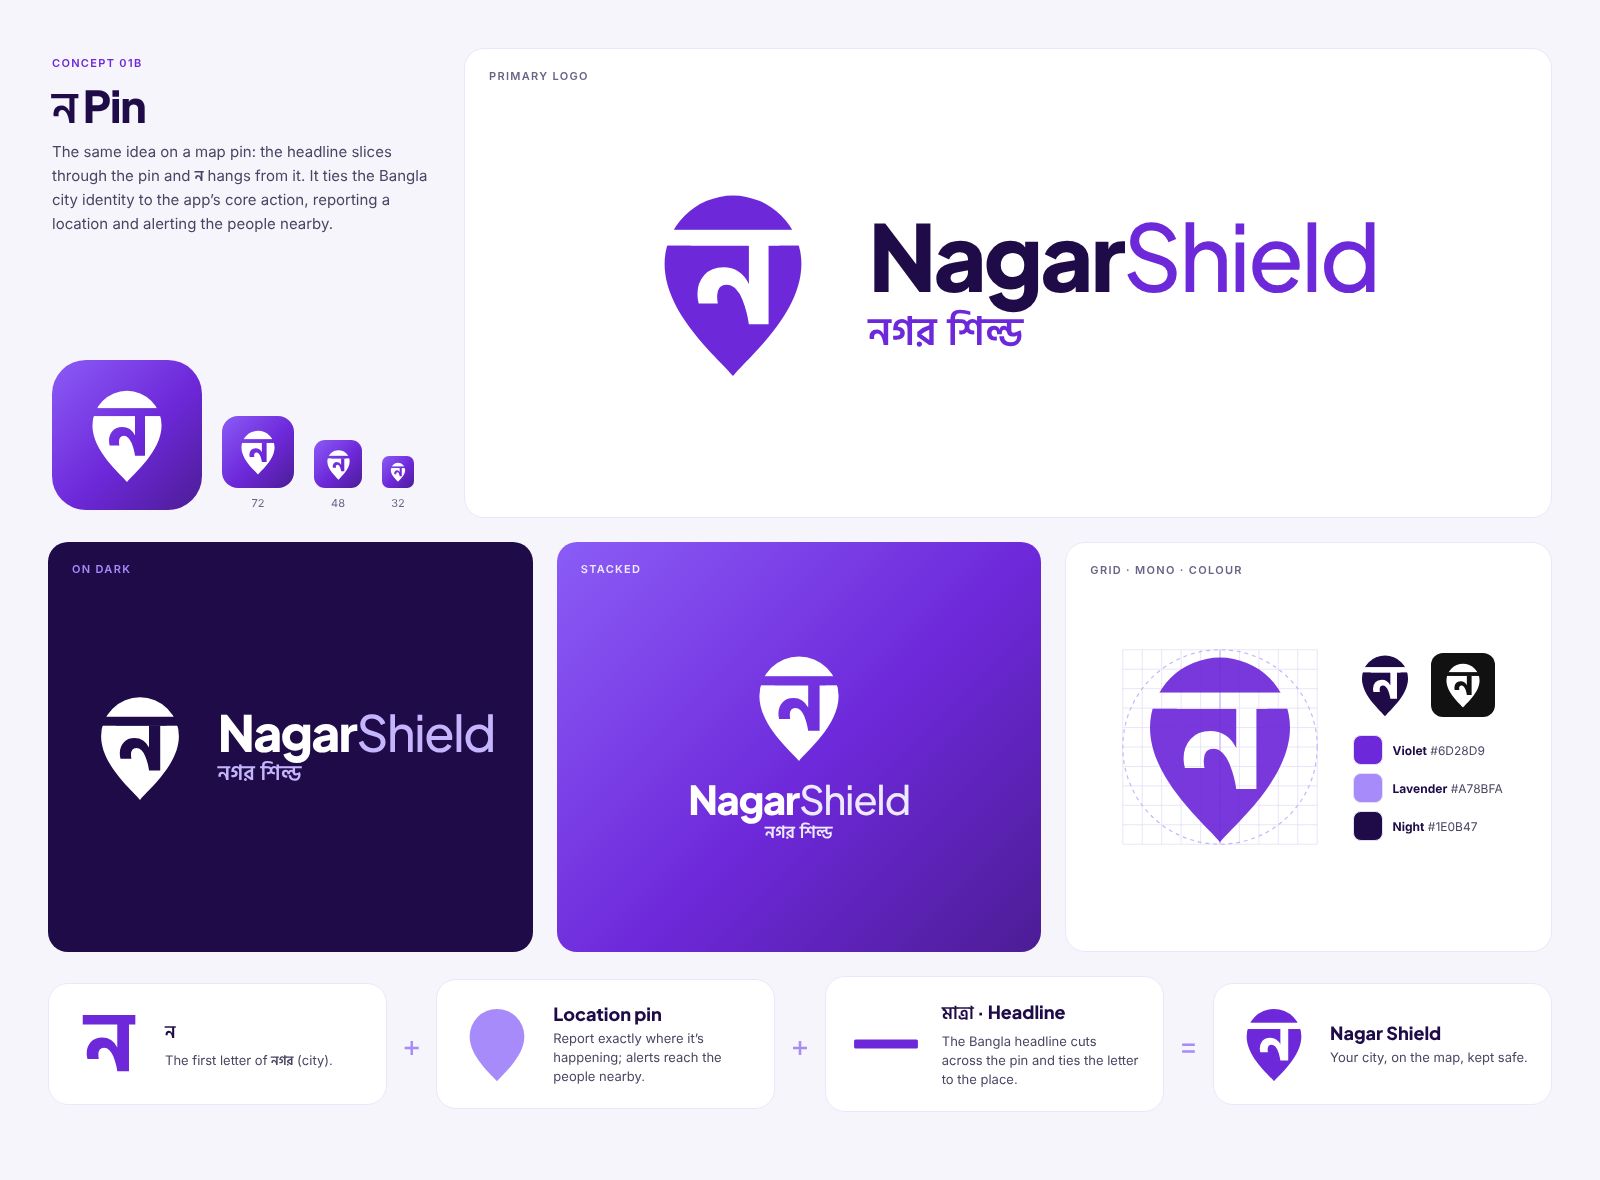 CONCEPT 01B
ন Pin
The same idea on a map pin: the headline slices
through the pin and ন hangs from it. It ties the Bangla
city identity to the app’s core action, reporting a
location and alerting the people nearby.
ন
ন
72
ন
48
ন
32
PRIMARY LOGO
ন
NagarShield
নগর শিল্ড
ON DARK
ন
NagarShield
নগর শিল্ড
STACKED
ন
NagarShield
নগর শিল্ড
GRID · MONO · COLOUR
ন
ন
ন
Violet #6D28D9
Lavender #A78BFA
Night #1E0B47
ন
ন
The first letter of নগর (city).
+
Location pin
Report exactly where it’s
happening; alerts reach the
people nearby.
+
মাত্রা · Headline
The Bangla headline cuts
across the pin and ties the letter
to the place.
=
ন
Nagar Shield
Your city, on the map, kept safe.